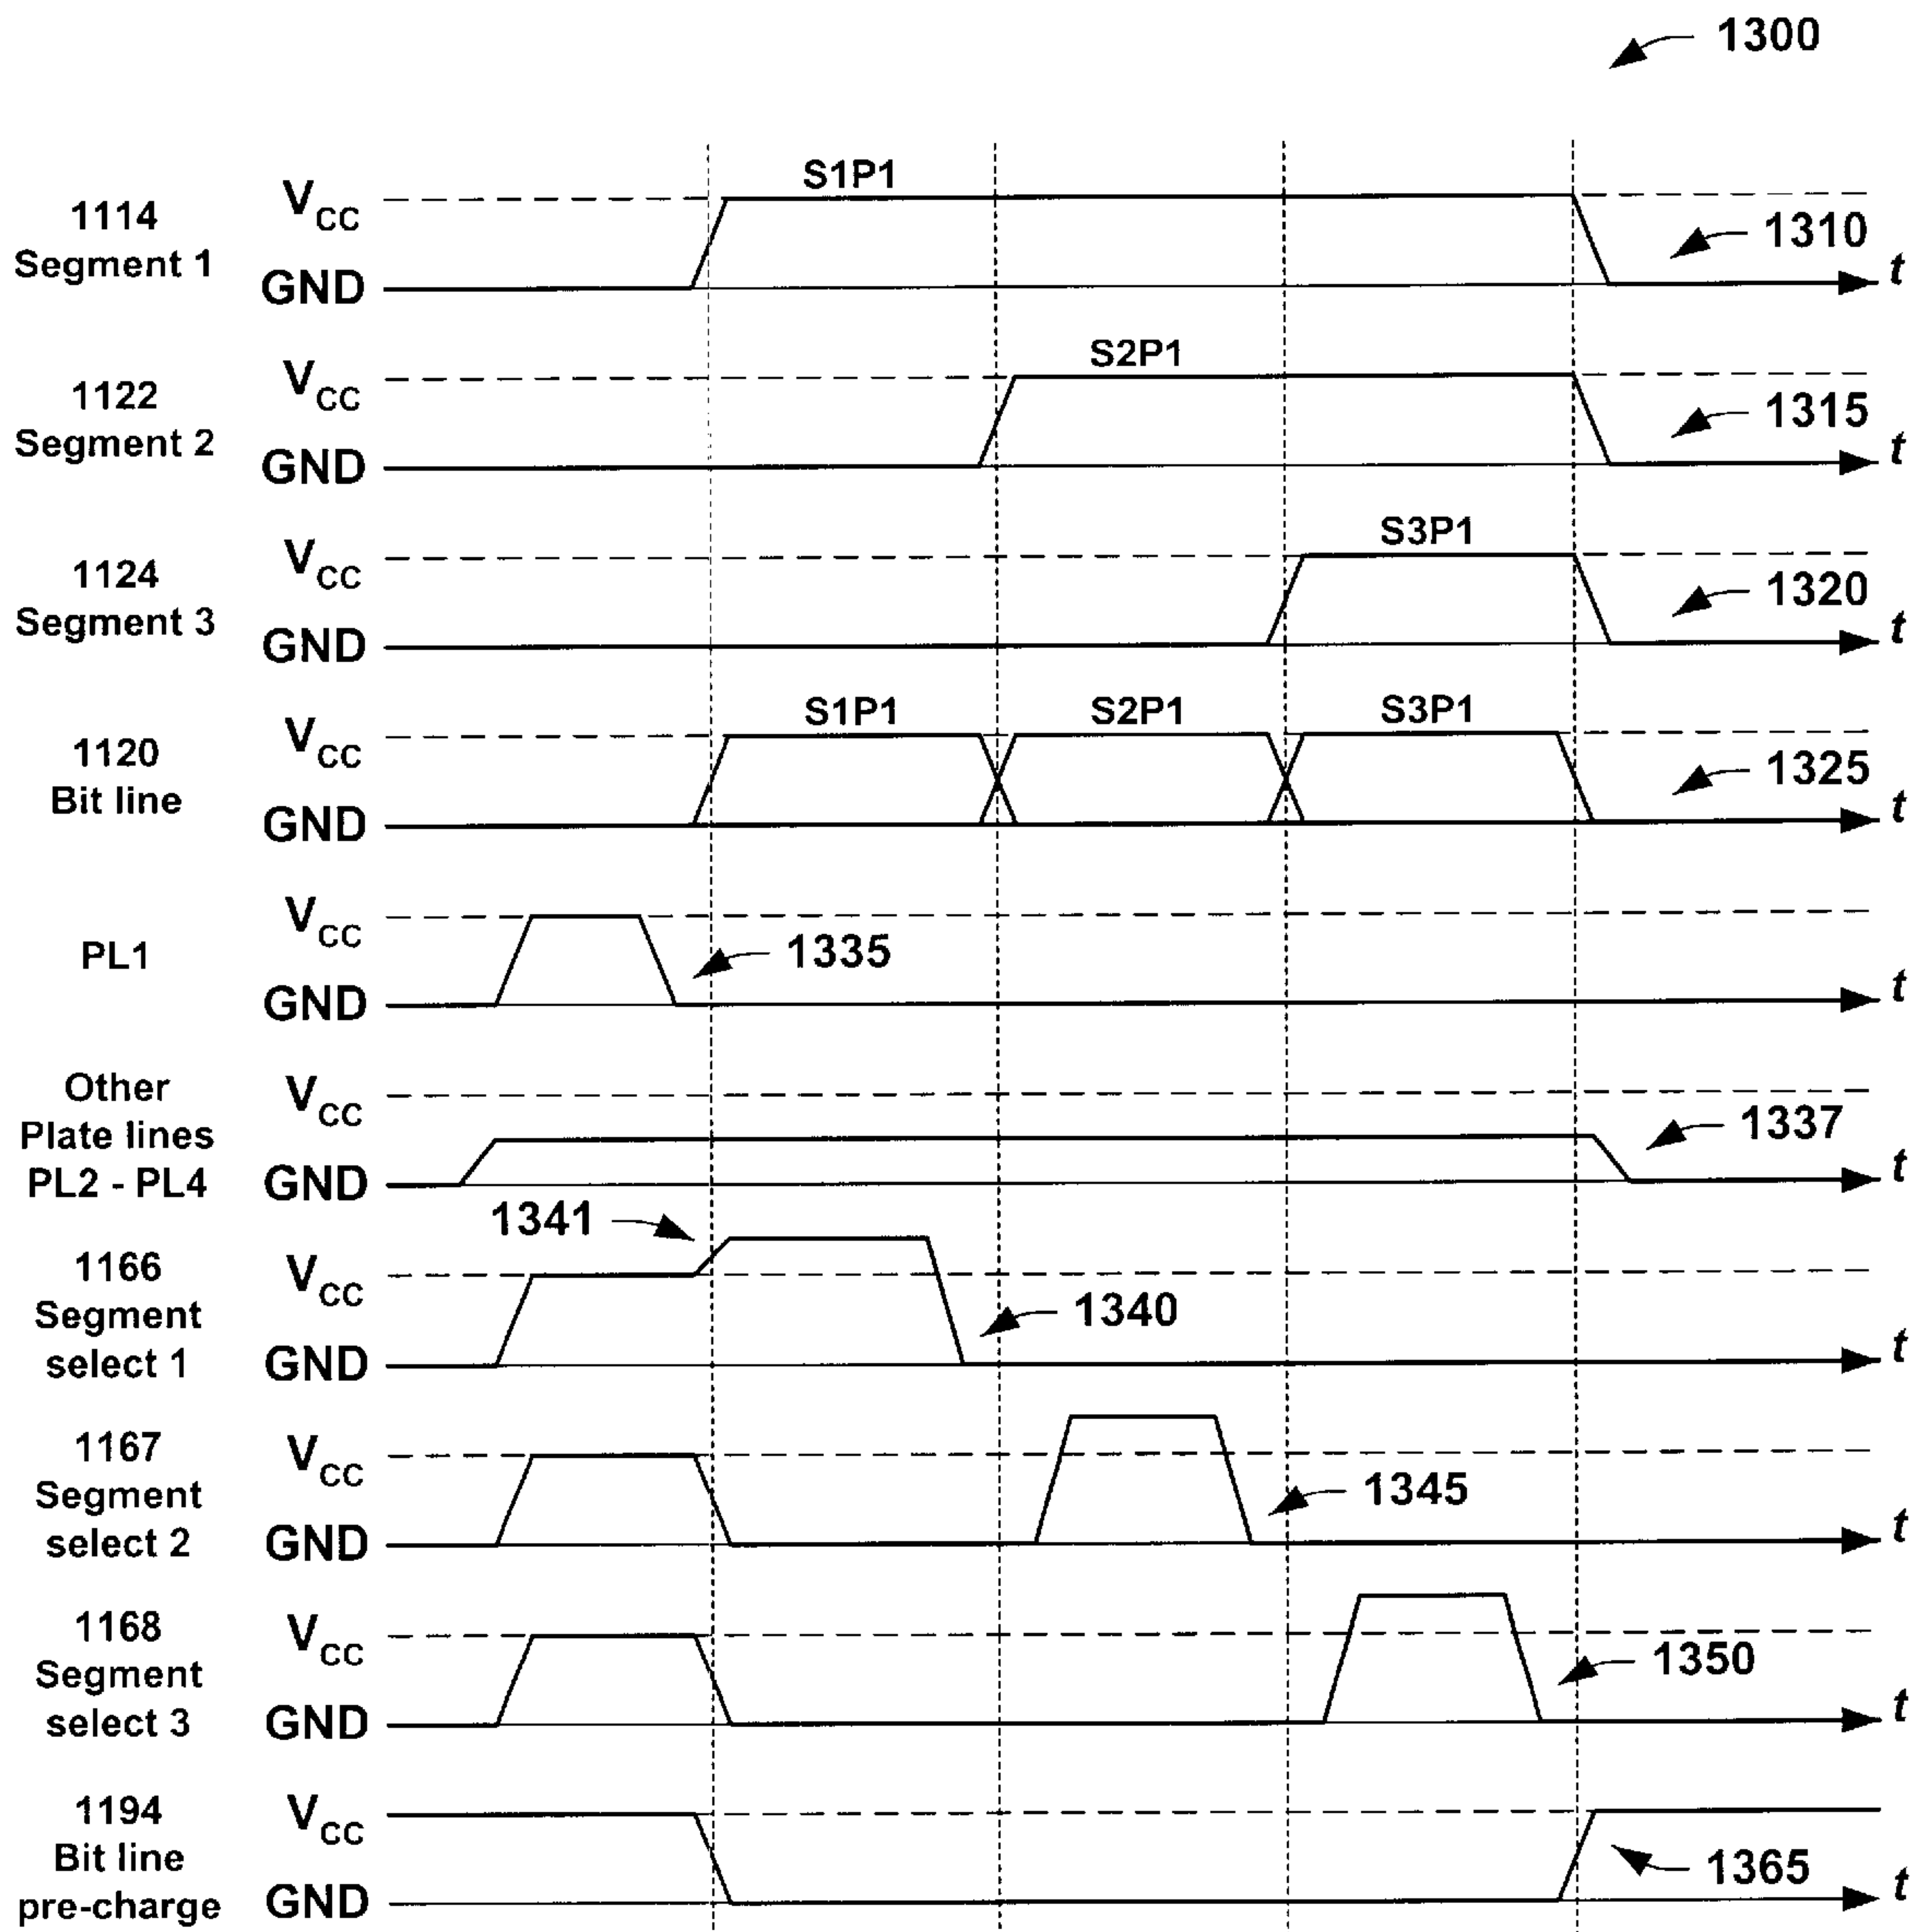 1300
1114
Segment 1
VCC
GND
S1P1
1310
t
1122
Segment 2
VCC
GND
S2P1
1315
t
1124
Segment 3
VCC
GND
S3P1
1320
t
1120
Bit line
VCC
GND
S1P1
S2P1
S3P1
1325
t
PL1
VCC
GND
1335
t
Other
Plate lines
PL2 - PL4
VCC
GND
1337
t
1166
Segment
select 1
VCC
GND
1341
1340
t
1167
Segment
select 2
VCC
GND
1345
t
1168
Segment
select 3
VCC
GND
1350
t
1194
Bit line
pre-charge
VCC
GND
1365
t